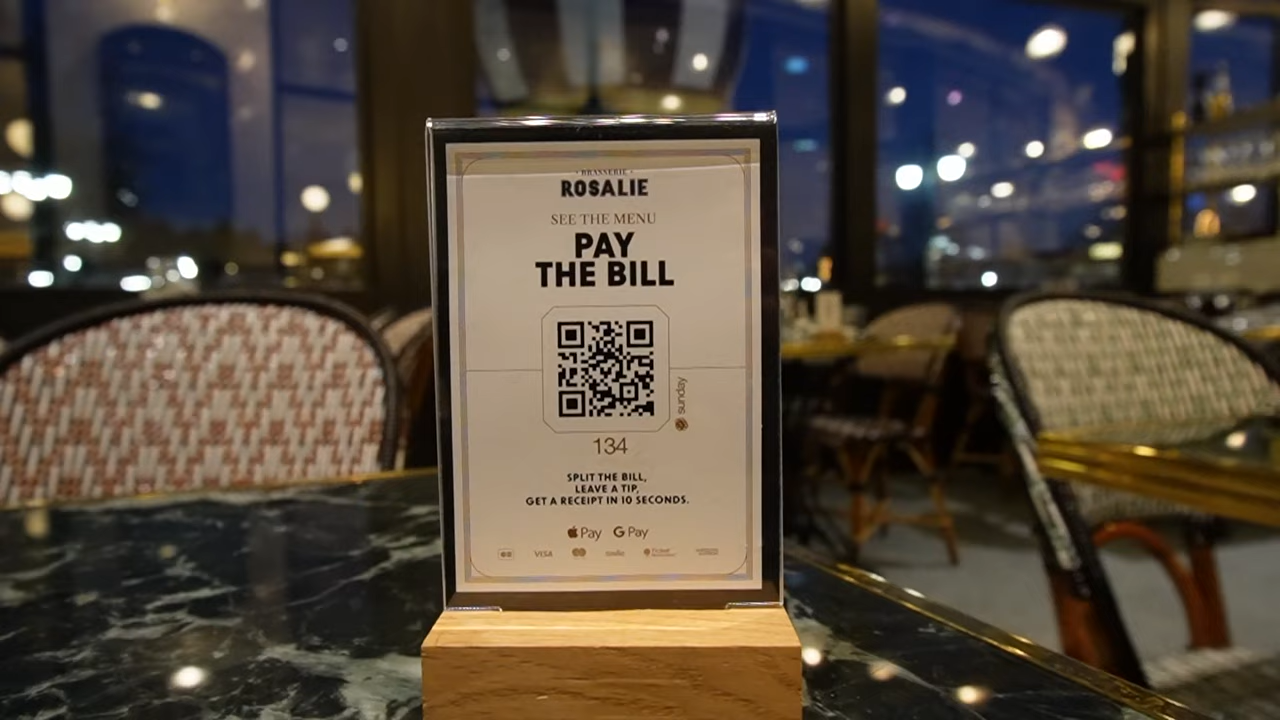 · BRASSERIE ·
ROSALIE
SEE THE MENU
PAY
THE BILL
sunday
134
SPLIT THE BILL,
LEAVE A TIP,
GET A RECEIPT IN 10 SECONDS.
Pay G Pay
VISA